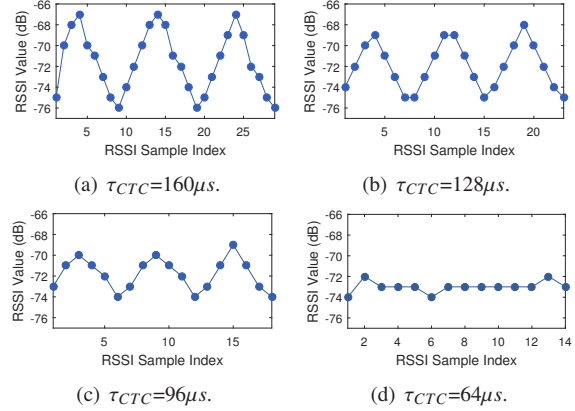 -66
-68
-70
-72
-74
-76
RSSI Value (dB)
5 10 15 20 25
RSSI Sample Index
(a) τCTC=160μs.
-66
-68
-70
-72
-74
-76
RSSI Value (dB)
5 10 15 20
RSSI Sample Index
(b) τCTC=128μs.
-66
-68
-70
-72
-74
-76
RSSI Value (dB)
5 10 15
RSSI Sample Index
(c) τCTC=96μs.
-66
-68
-70
-72
-74
-76
RSSI Value (dB)
2 4 6 8 10 12 14
RSSI Sample Index
(d) τCTC=64μs.